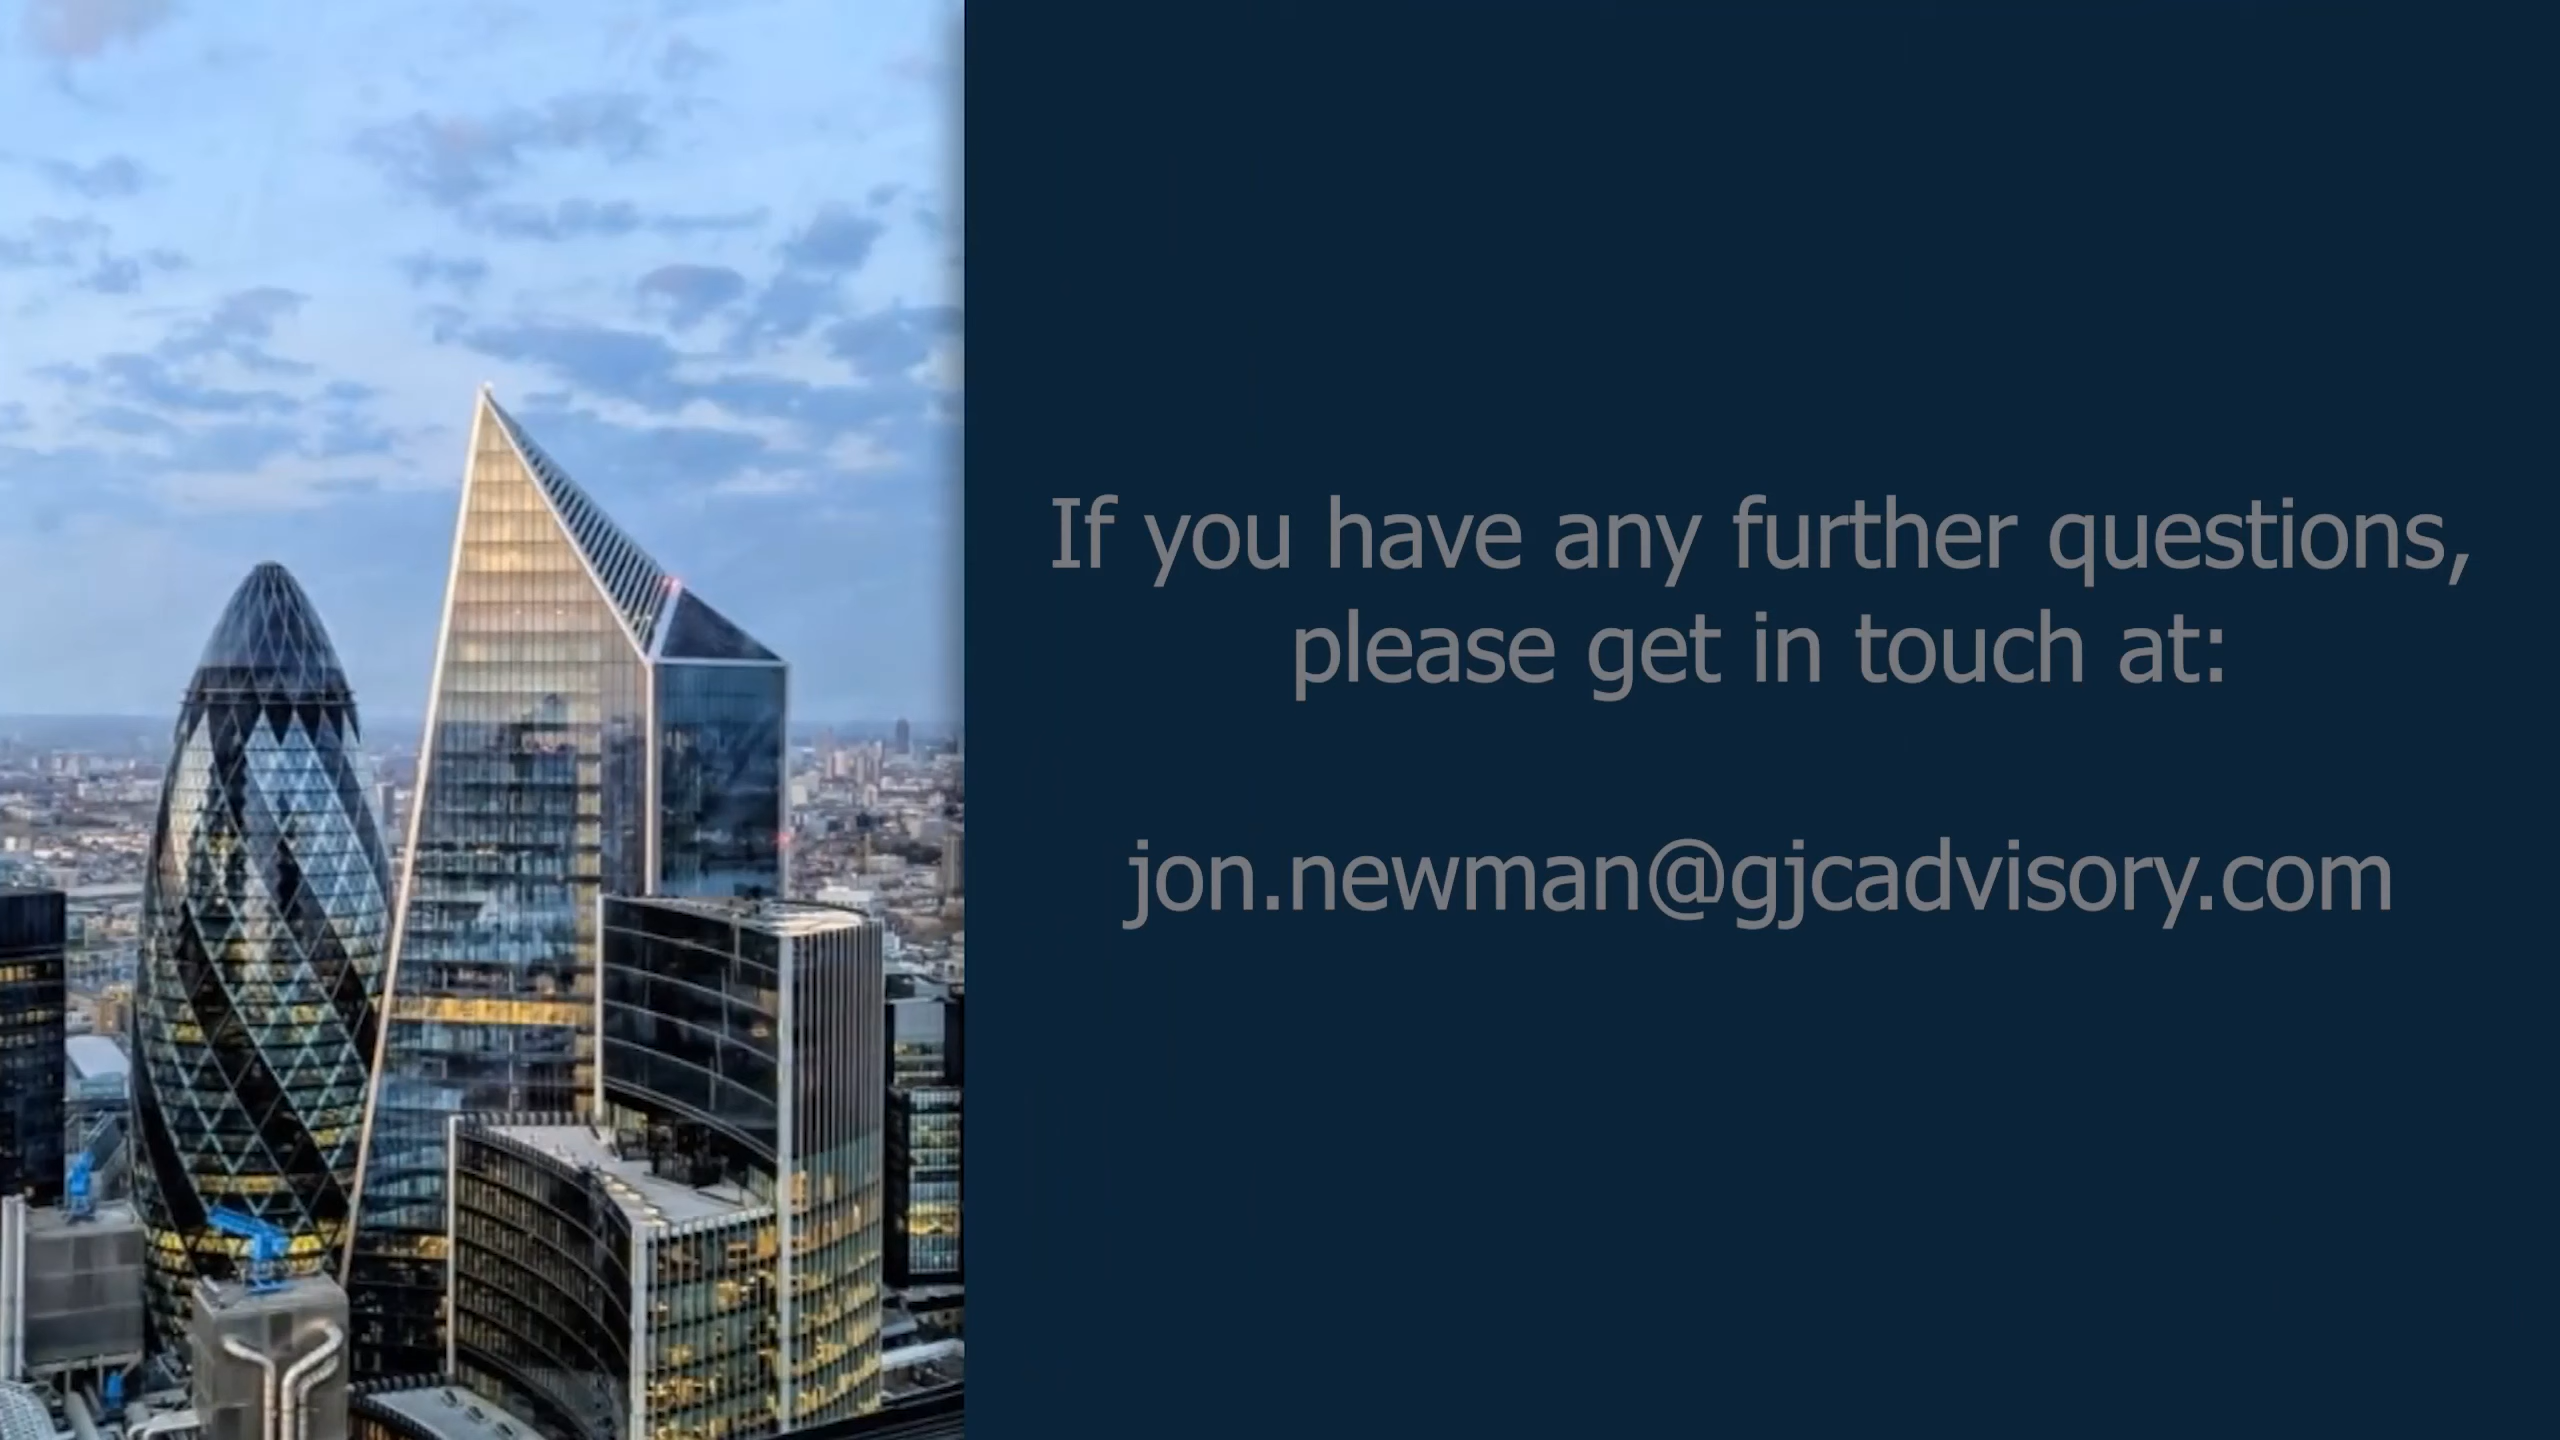 If you have any further questions,
please get in touch at:
jon.newman@gjcadvisory.com